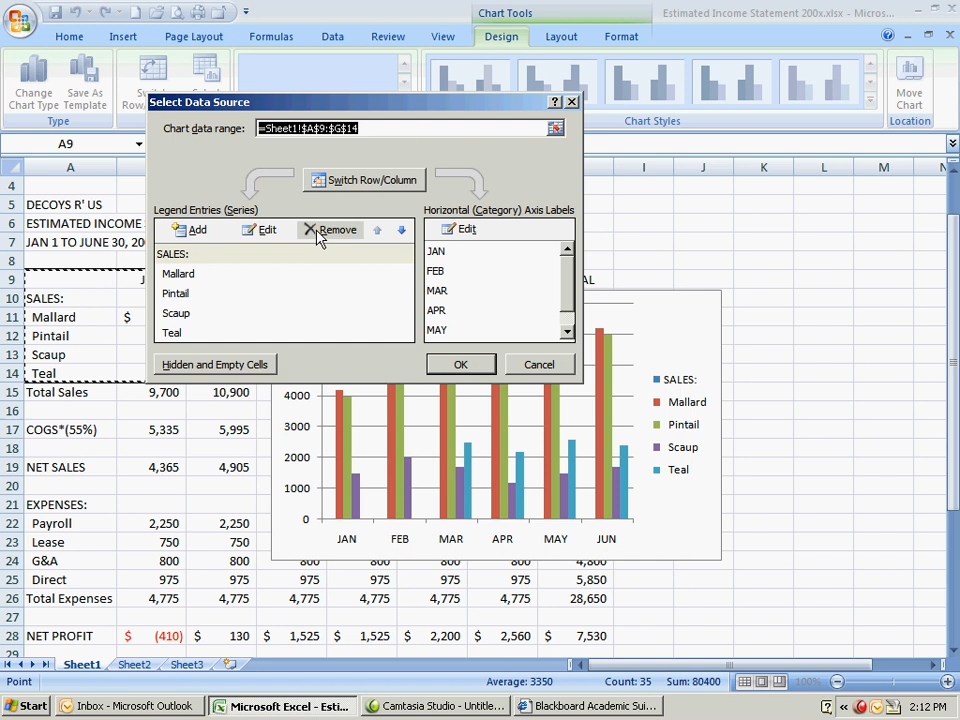 Chart Tools
Estimated Income Statement 200x.xlsx - Micros...
Home Insert Page Layout Formulas Data Review View Design Layout Format
Change Chart Type
Save As Template
Switch
Move Chart
Type
Chart Styles
Location
A9
Select Data Source
Chart data range:
=Sheet1!$A$9:$G$14
Switch Row/Column
Legend Entries (Series)
Add Edit Remove
SALES:
Mallard
Pintail
Scaup
Teal
Horizontal (Category) Axis Labels
Edit
JAN
FEB
MAR
APR
MAY
Hidden and Empty Cells
OK
Cancel
A I J K L M N
4
5 DECOYS R' US
6 ESTIMATED INCOME
7 JAN 1 TO JUNE 30, 200
8
9 J AL
10 SALES:
11 Mallard $
12 Pintail
13 Scaup
14 Teal
15 Total Sales 9,700 10,900
16
17 COGS*(55%) 5,335 5,995
18
19 NET SALES 4,365 4,905
20
21 EXPENSES:
22 Payroll 2,250 2,250
23 Lease 750 750
24 G&A 800 800 800 800 800 800 4,800
25 Direct 975 975 975 975 975 975 5,850
26 Total Expenses 4,775 4,775 4,775 4,775 4,775 4,775 28,650
27
28 NET PROFIT $ (410) $ 130 $ 1,525 $ 1,525 $ 2,200 $ 2,560 $ 7,530
29
4000
3000
2000
1000
0
JAN FEB MAR APR MAY JUN
SALES:
Mallard
Pintail
Scaup
Teal
Sheet1 Sheet2 Sheet3
Point Average: 3350 Count: 35 Sum: 80400 100%
Start Inbox - Microsoft Outlook Microsoft Excel - Esti... Camtasia Studio - Untitle... Blackboard Academic Sui... 2:12 PM